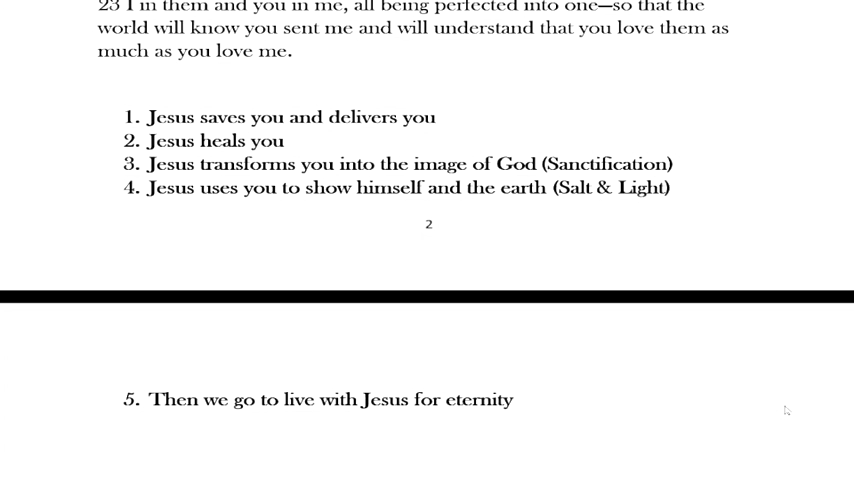 23 I in them and you in me, all being perfected into one—so that the
world will know you sent me and will understand that you love them as
much as you love me.
1. Jesus saves you and delivers you
2. Jesus heals you
3. Jesus transforms you into the image of God (Sanctification)
4. Jesus uses you to show himself and the earth (Salt & Light)
2
5. Then we go to live with Jesus for eternity